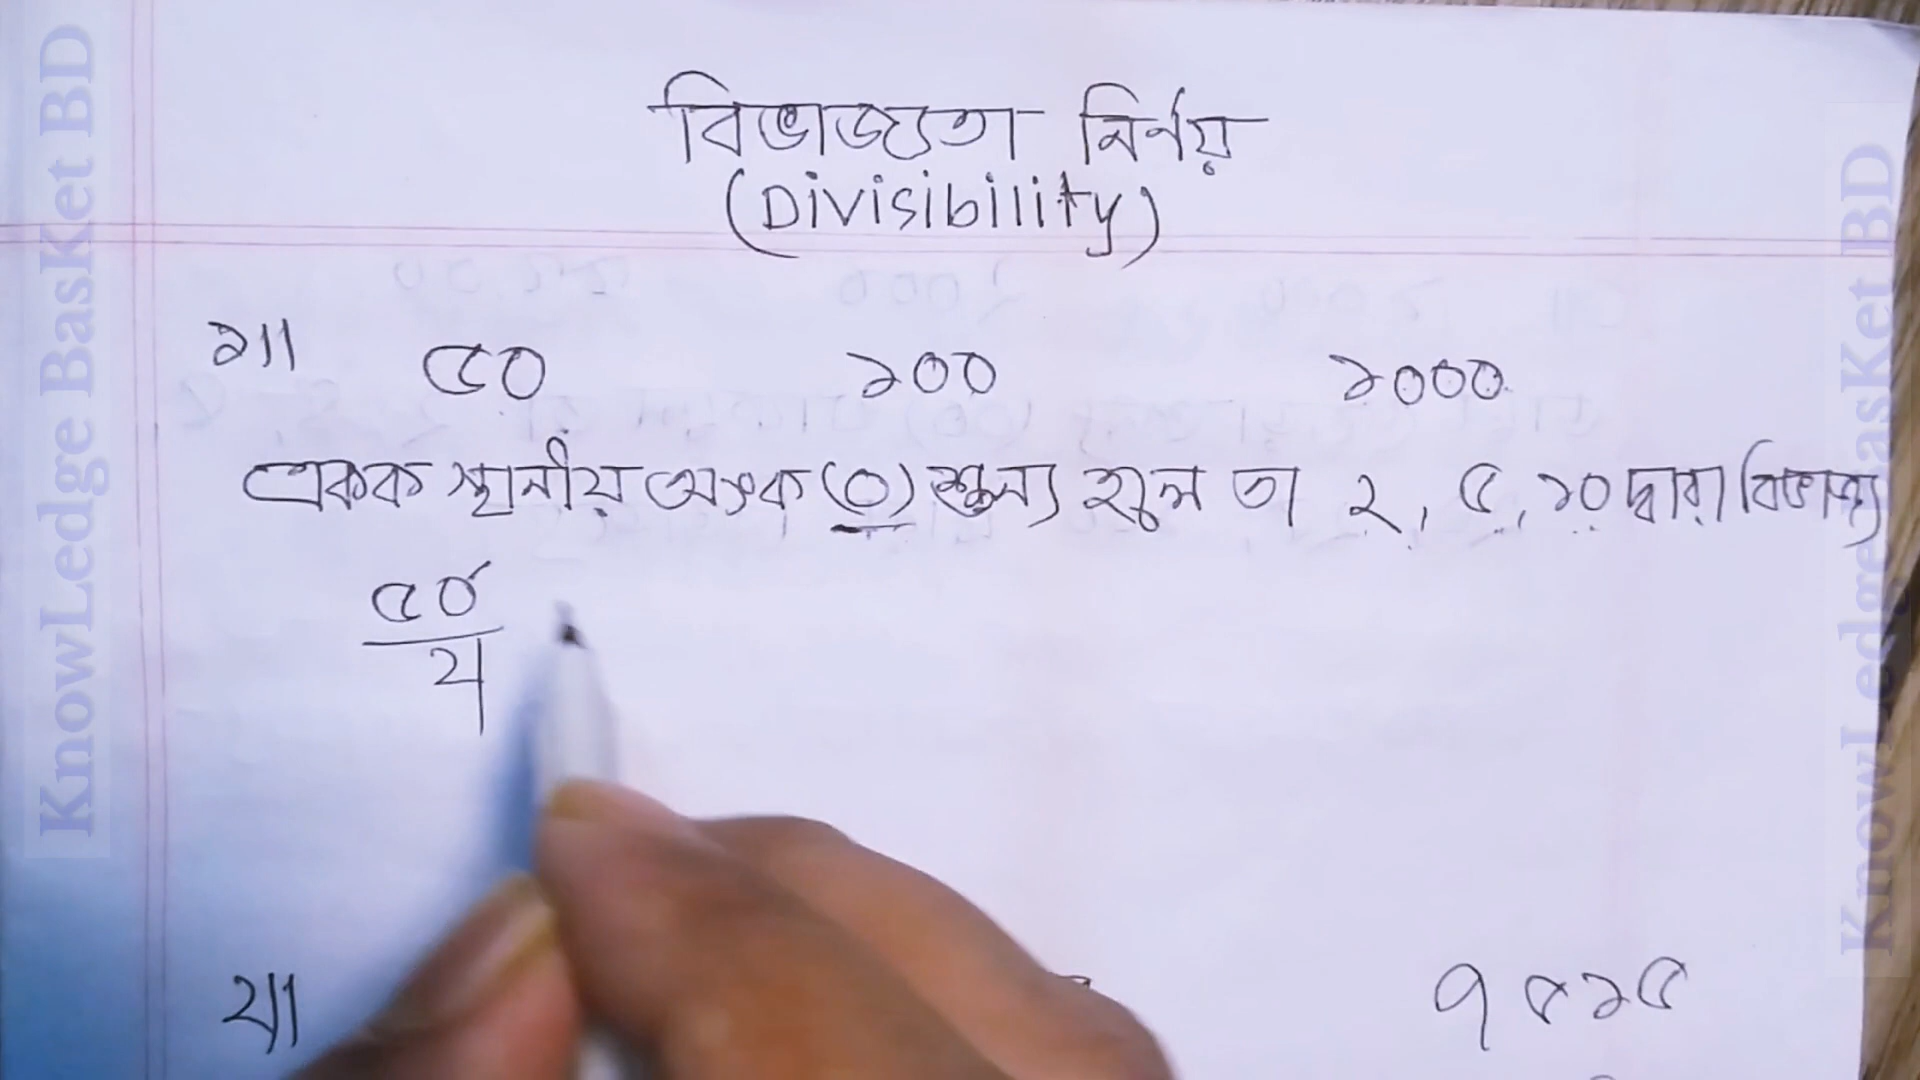 বিভাজ্যতা নির্নয়
(Divisibility)
১।। ৫০ ১০০ ১০০০
একক স্থানীয় অংক (০) শুন্য হলে তা ২, ৫, ১০ দ্বারা বিভাজ্য
৫০
২
২।। ৭৫১৫
KnowLedge BasKet BD
KnowLedge BasKet BD